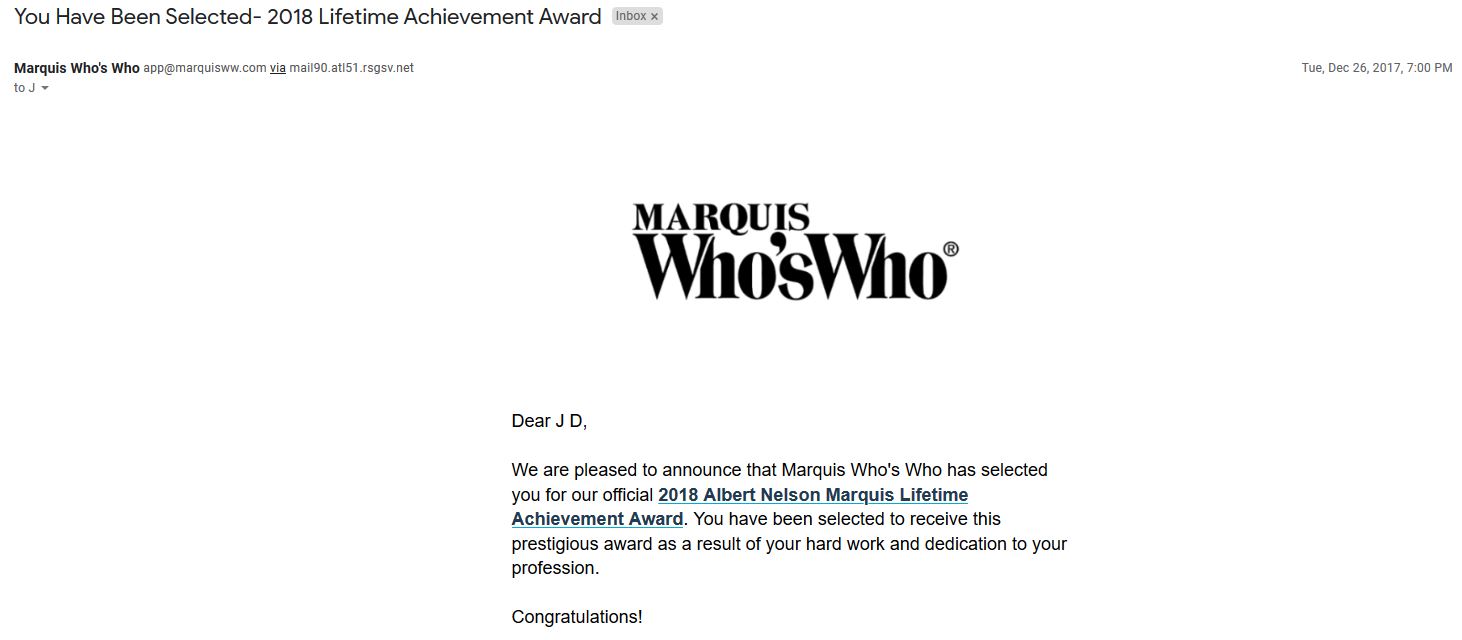 You Have Been Selected- 2018 Lifetime Achievement Award Inbox x
Marquis Who's Who app@marquisww.com via mail90.atl51.rsgsv.net Tue, Dec 26, 2017, 7:00 PM
to J
MARQUIS
Who'sWho®
Dear J D,
We are pleased to announce that Marquis Who's Who has selected
you for our official 2018 Albert Nelson Marquis Lifetime
Achievement Award. You have been selected to receive this
prestigious award as a result of your hard work and dedication to your
profession.
Congratulations!